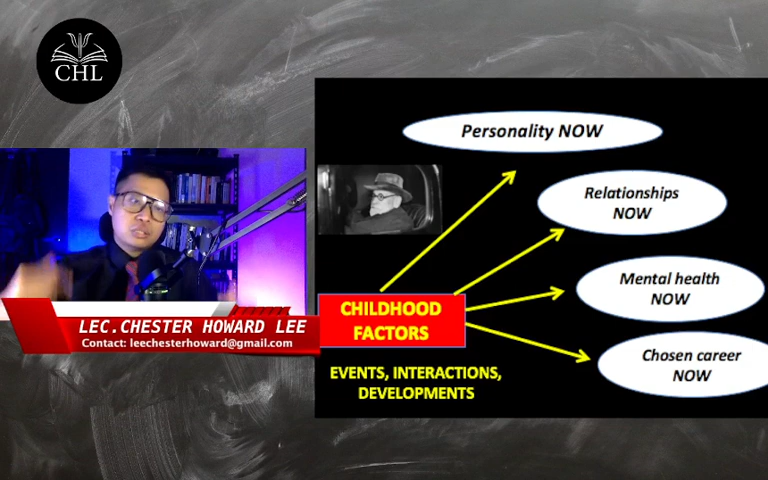 CHL
Personality NOW
Relationships
NOW
Mental health
NOW
Chosen career
NOW
CHILDHOOD
FACTORS
EVENTS, INTERACTIONS,
DEVELOPMENTS
LEC.CHESTER HOWARD LEE
Contact: leechesterhoward@gmail.com